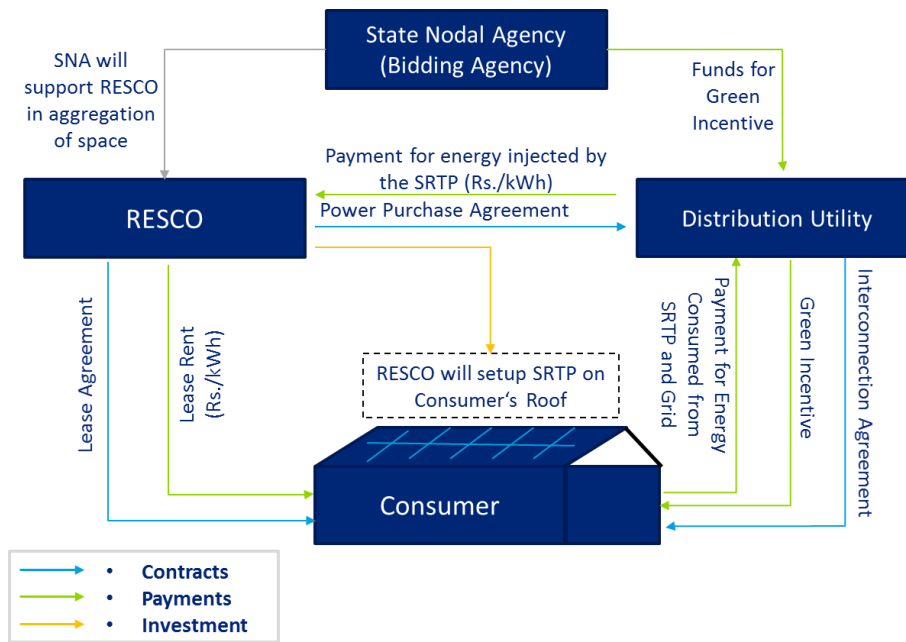 State Nodal Agency
(Bidding Agency)
SNA will
support RESCO
in aggregation
of space
Funds for
Green
Incentive
Payment for energy injected by
the SRTP (Rs./kWh)
RESCO
Power Purchase Agreement
Distribution Utility
Lease Agreement
Lease Rent
(Rs./kWh)
RESCO will setup SRTP on
Consumer‘s Roof
Payment for Energy
Consumed from
SRTP and Grid
Green Incentive
Interconnection Agreement
Consumer
• Contracts
• Payments
• Investment